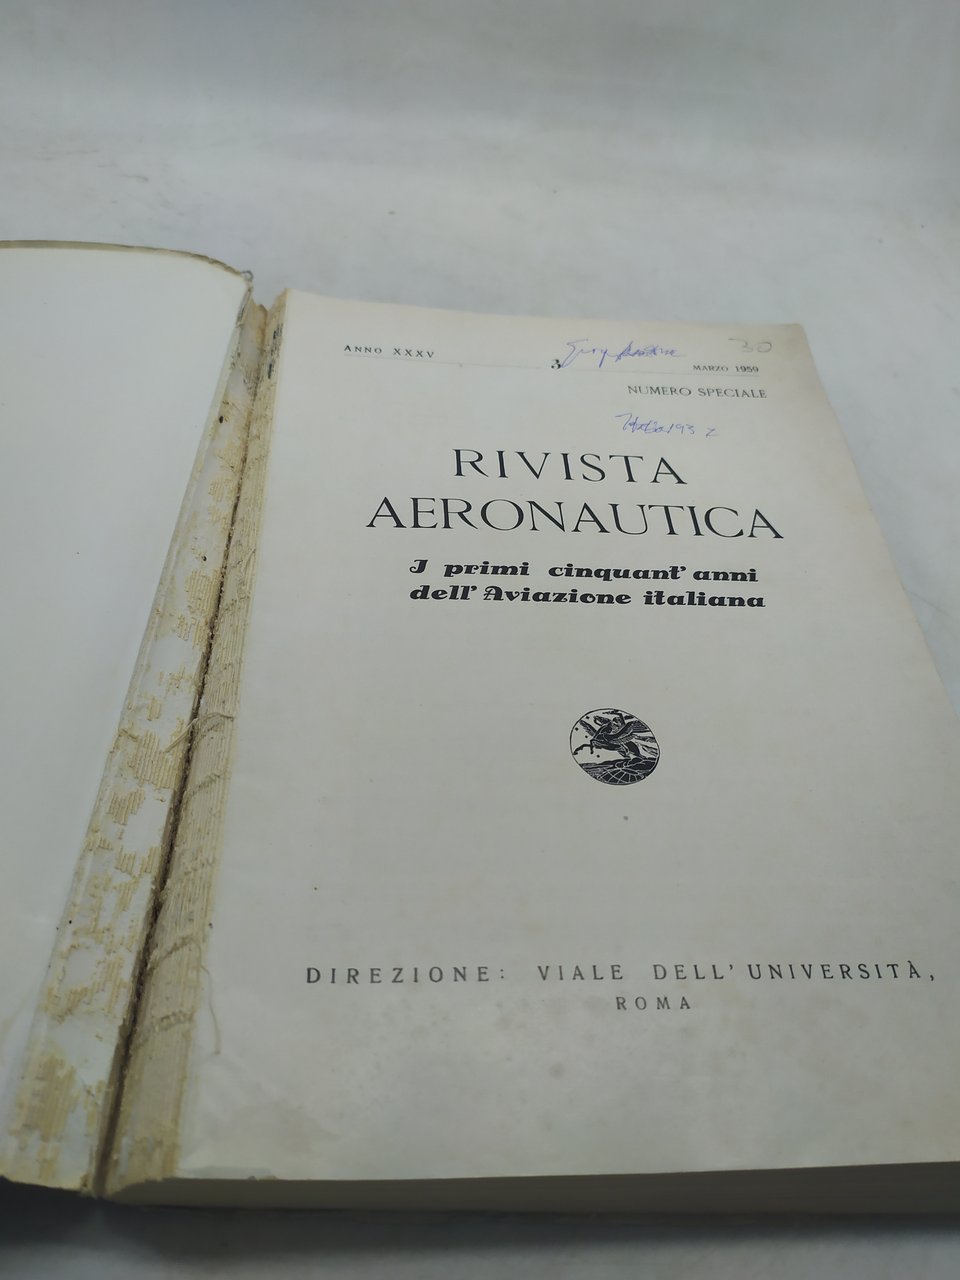 ANNO XXXV
3
MARZO 1959
30
NUMERO SPECIALE
RIVISTA
AERONAUTICA
I primi cinquant' anni
dell' Aviazione italiana
DIREZIONE: VIALE DELL' UNIVERSITÀ,
ROMA